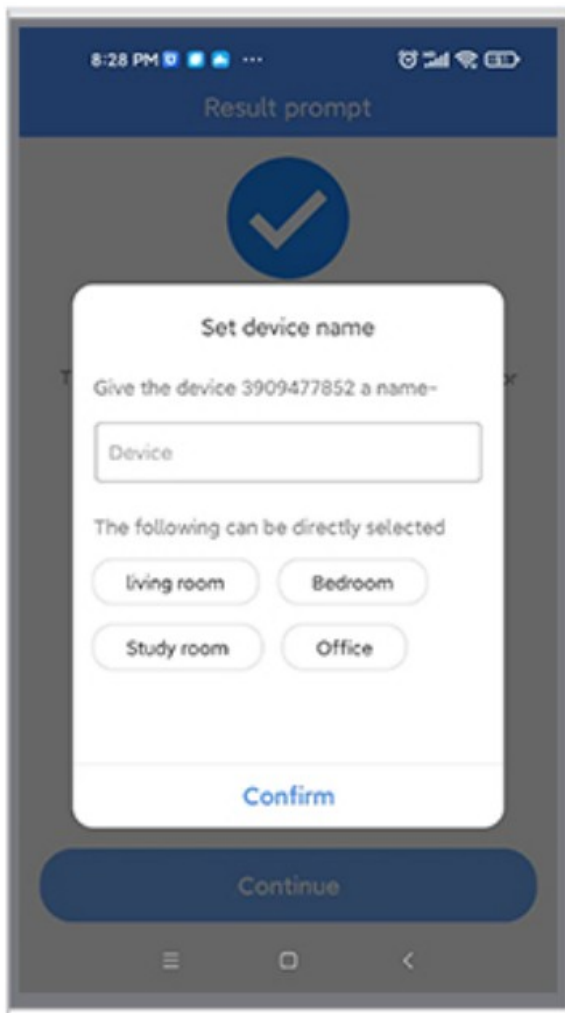 8:28 PM
Result prompt
Set device name
Give the device 3909477852 a name~
Device
The following can be directly selected
living room Bedroom
Study room Office
Confirm
Continue